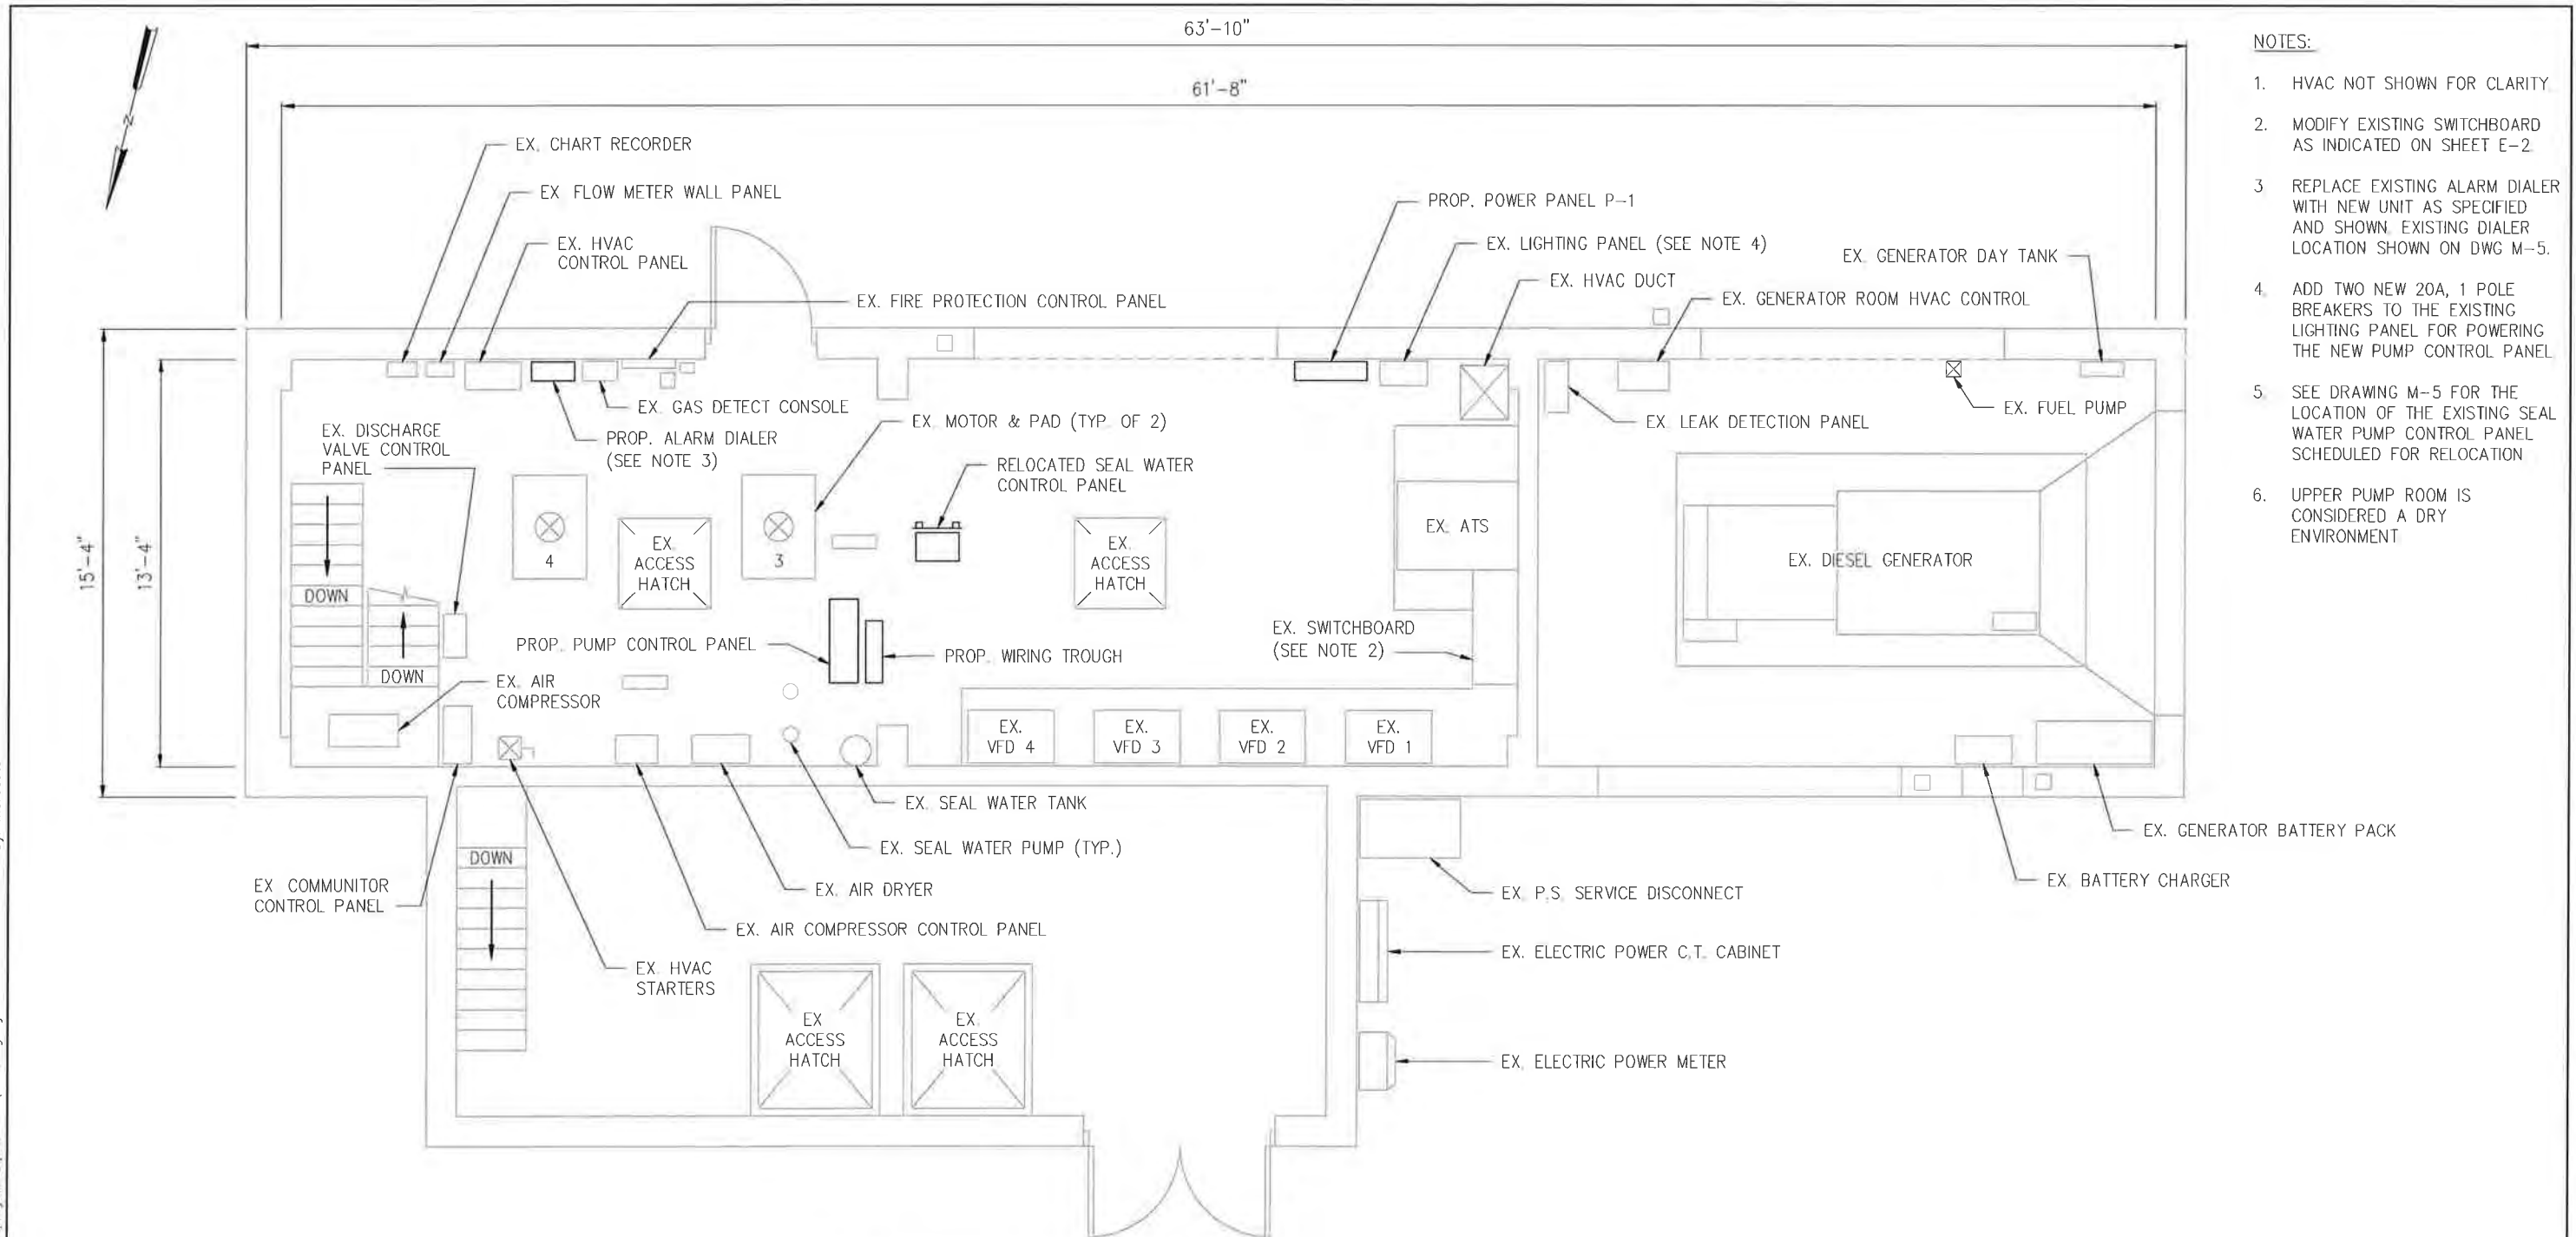 63'-10"
61'-8"
15'-4"
13'-4"
N
EX. CHART RECORDER
EX. FLOW METER WALL PANEL
EX. HVAC
CONTROL PANEL
EX. FIRE PROTECTION CONTROL PANEL
PROP. POWER PANEL P-1
EX. LIGHTING PANEL (SEE NOTE 4)
EX. HVAC DUCT
EX. GENERATOR DAY TANK
EX. GENERATOR ROOM HVAC CONTROL
EX. GAS DETECT CONSOLE
PROP. ALARM DIALER
(SEE NOTE 3)
EX. MOTOR & PAD (TYP. OF 2)
RELOCATED SEAL WATER
CONTROL PANEL
EX. LEAK DETECTION PANEL
EX. FUEL PUMP
EX. DISCHARGE
VALVE CONTROL
PANEL
4
EX.
ACCESS
HATCH
3
EX.
ACCESS
HATCH
EX. ATS
EX. DIESEL GENERATOR
DOWN
DOWN
PROP. PUMP CONTROL PANEL
PROP. WIRING TROUGH
EX. SWITCHBOARD
(SEE NOTE 2)
EX. AIR
COMPRESSOR
EX.
VFD 4
EX.
VFD 3
EX.
VFD 2
EX.
VFD 1
EX. SEAL WATER TANK
EX. SEAL WATER PUMP (TYP.)
EX. AIR DRYER
EX. AIR COMPRESSOR CONTROL PANEL
EX. HVAC
STARTERS
EX COMMUNITOR
CONTROL PANEL
DOWN
EX
ACCESS
HATCH
EX.
ACCESS
HATCH
EX. P.S. SERVICE DISCONNECT
EX. ELECTRIC POWER C.T. CABINET
EX. ELECTRIC POWER METER
EX. GENERATOR BATTERY PACK
EX. BATTERY CHARGER
NOTES:
1. HVAC NOT SHOWN FOR CLARITY
2. MODIFY EXISTING SWITCHBOARD
AS INDICATED ON SHEET E-2
3 REPLACE EXISTING ALARM DIALER
WITH NEW UNIT AS SPECIFIED
AND SHOWN. EXISTING DIALER
LOCATION SHOWN ON DWG M-5.
4. ADD TWO NEW 20A, 1 POLE
BREAKERS TO THE EXISTING
LIGHTING PANEL FOR POWERING
THE NEW PUMP CONTROL PANEL
5. SEE DRAWING M-5 FOR THE
LOCATION OF THE EXISTING SEAL
WATER PUMP CONTROL PANEL
SCHEDULED FOR RELOCATION
6. UPPER PUMP ROOM IS
CONSIDERED A DRY
ENVIRONMENT